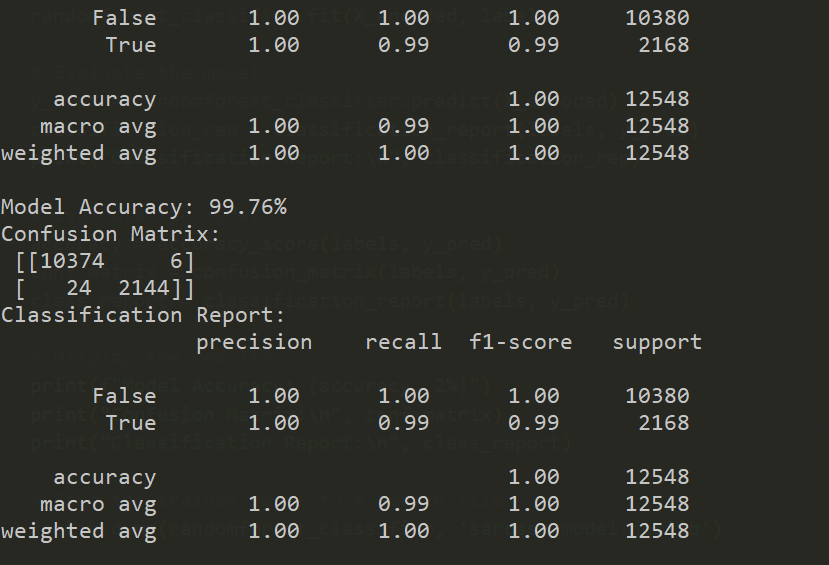 False 1.00 1.00 1.00 10380
True 1.00 0.99 0.99 2168
accuracy 1.00 12548
macro avg 1.00 0.99 1.00 12548
weighted avg 1.00 1.00 1.00 12548
Model Accuracy: 99.76%
Confusion Matrix:
[[10374 6]
[ 24 2144]]
Classification Report:
precision recall f1-score support
False 1.00 1.00 1.00 10380
True 1.00 0.99 0.99 2168
accuracy 1.00 12548
macro avg 1.00 0.99 1.00 12548
weighted avg 1.00 1.00 1.00 12548